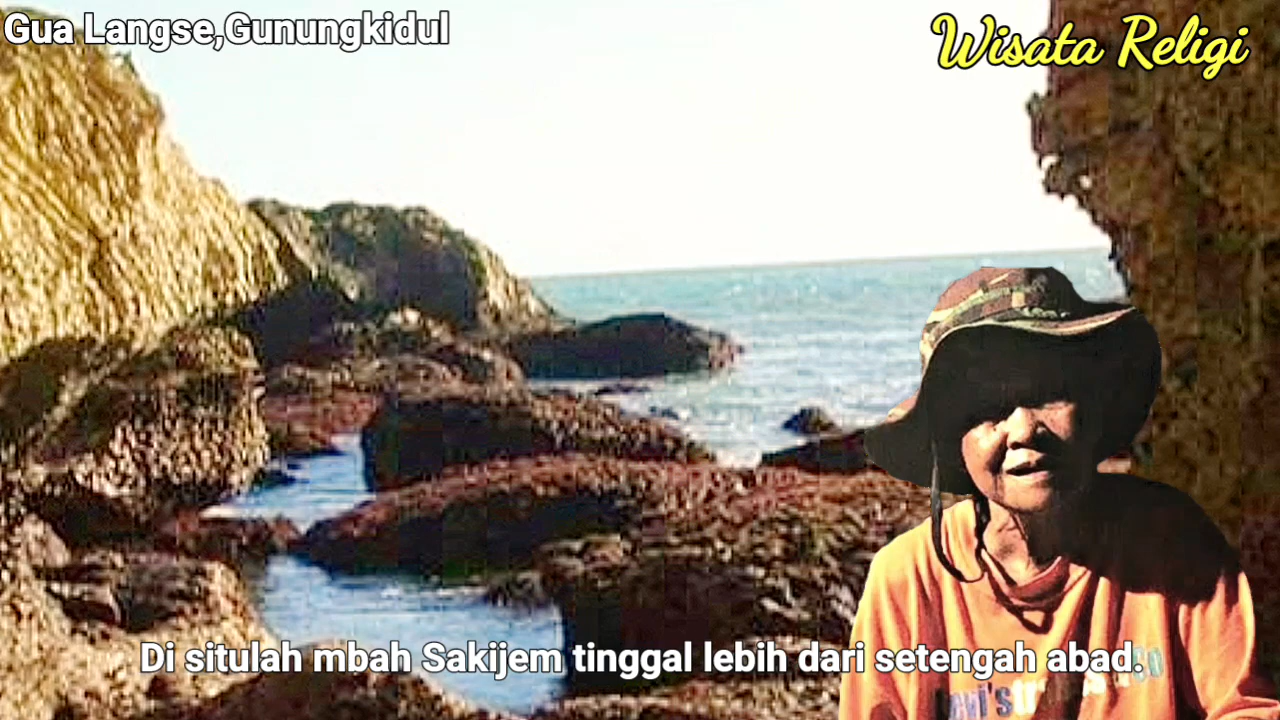 Gua Langse,Gunungkidul
Wisata Religi
Di situlah mbah Sakijem tinggal lebih dari setengah abad.